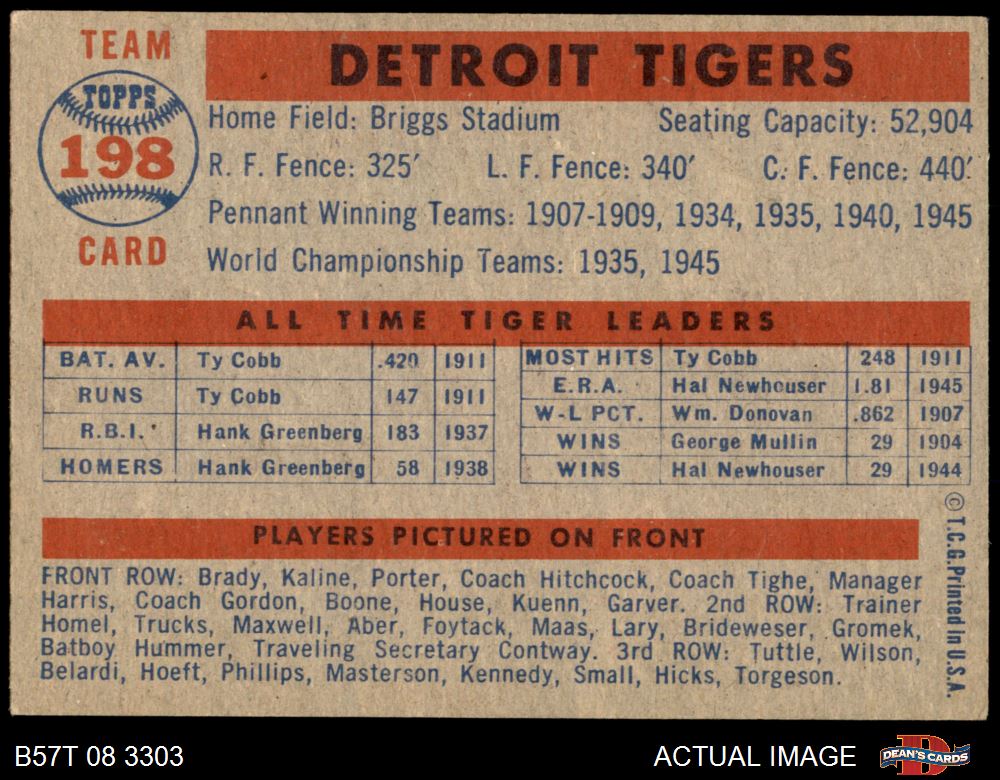 TEAM
TOPPS
198
CARD
DETROIT TIGERS
Home Field: Briggs Stadium Seating Capacity: 52,904
R. F. Fence: 325′ L. F. Fence: 340′ C. F. Fence: 440′
Pennant Winning Teams: 1907-1909, 1934, 1935, 1940, 1945
World Championship Teams: 1935, 1945
ALL TIME TIGER LEADERS
BAT. AV. Ty Cobb .420 1911
RUNS Ty Cobb 147 1911
R.B.I. Hank Greenberg 183 1937
HOMERS Hank Greenberg 58 1938
MOST HITS Ty Cobb 248 1911
E.R.A. Hal Newhouser 1.81 1945
W-L PCT. Wm. Donovan .862 1907
WINS George Mullin 29 1904
WINS Hal Newhouser 29 1944
PLAYERS PICTURED ON FRONT
FRONT ROW: Brady, Kaline, Porter, Coach Hitchcock, Coach Tighe, Manager
Harris, Coach Gordon, Boone, House, Kuenn, Garver. 2nd ROW: Trainer
Homel, Trucks, Maxwell, Aber, Foytack, Maas, Lary, Brideweser, Gromek,
Batboy Hummer, Traveling Secretary Contway. 3rd ROW: Tuttle, Wilson,
Belardi, Hoeft, Phillips, Masterson, Kennedy, Small, Hicks, Torgeson.
© T.C.G. Printed in U.S.A.
B57T 08 3303 ACTUAL IMAGE DEAN'S CARDS